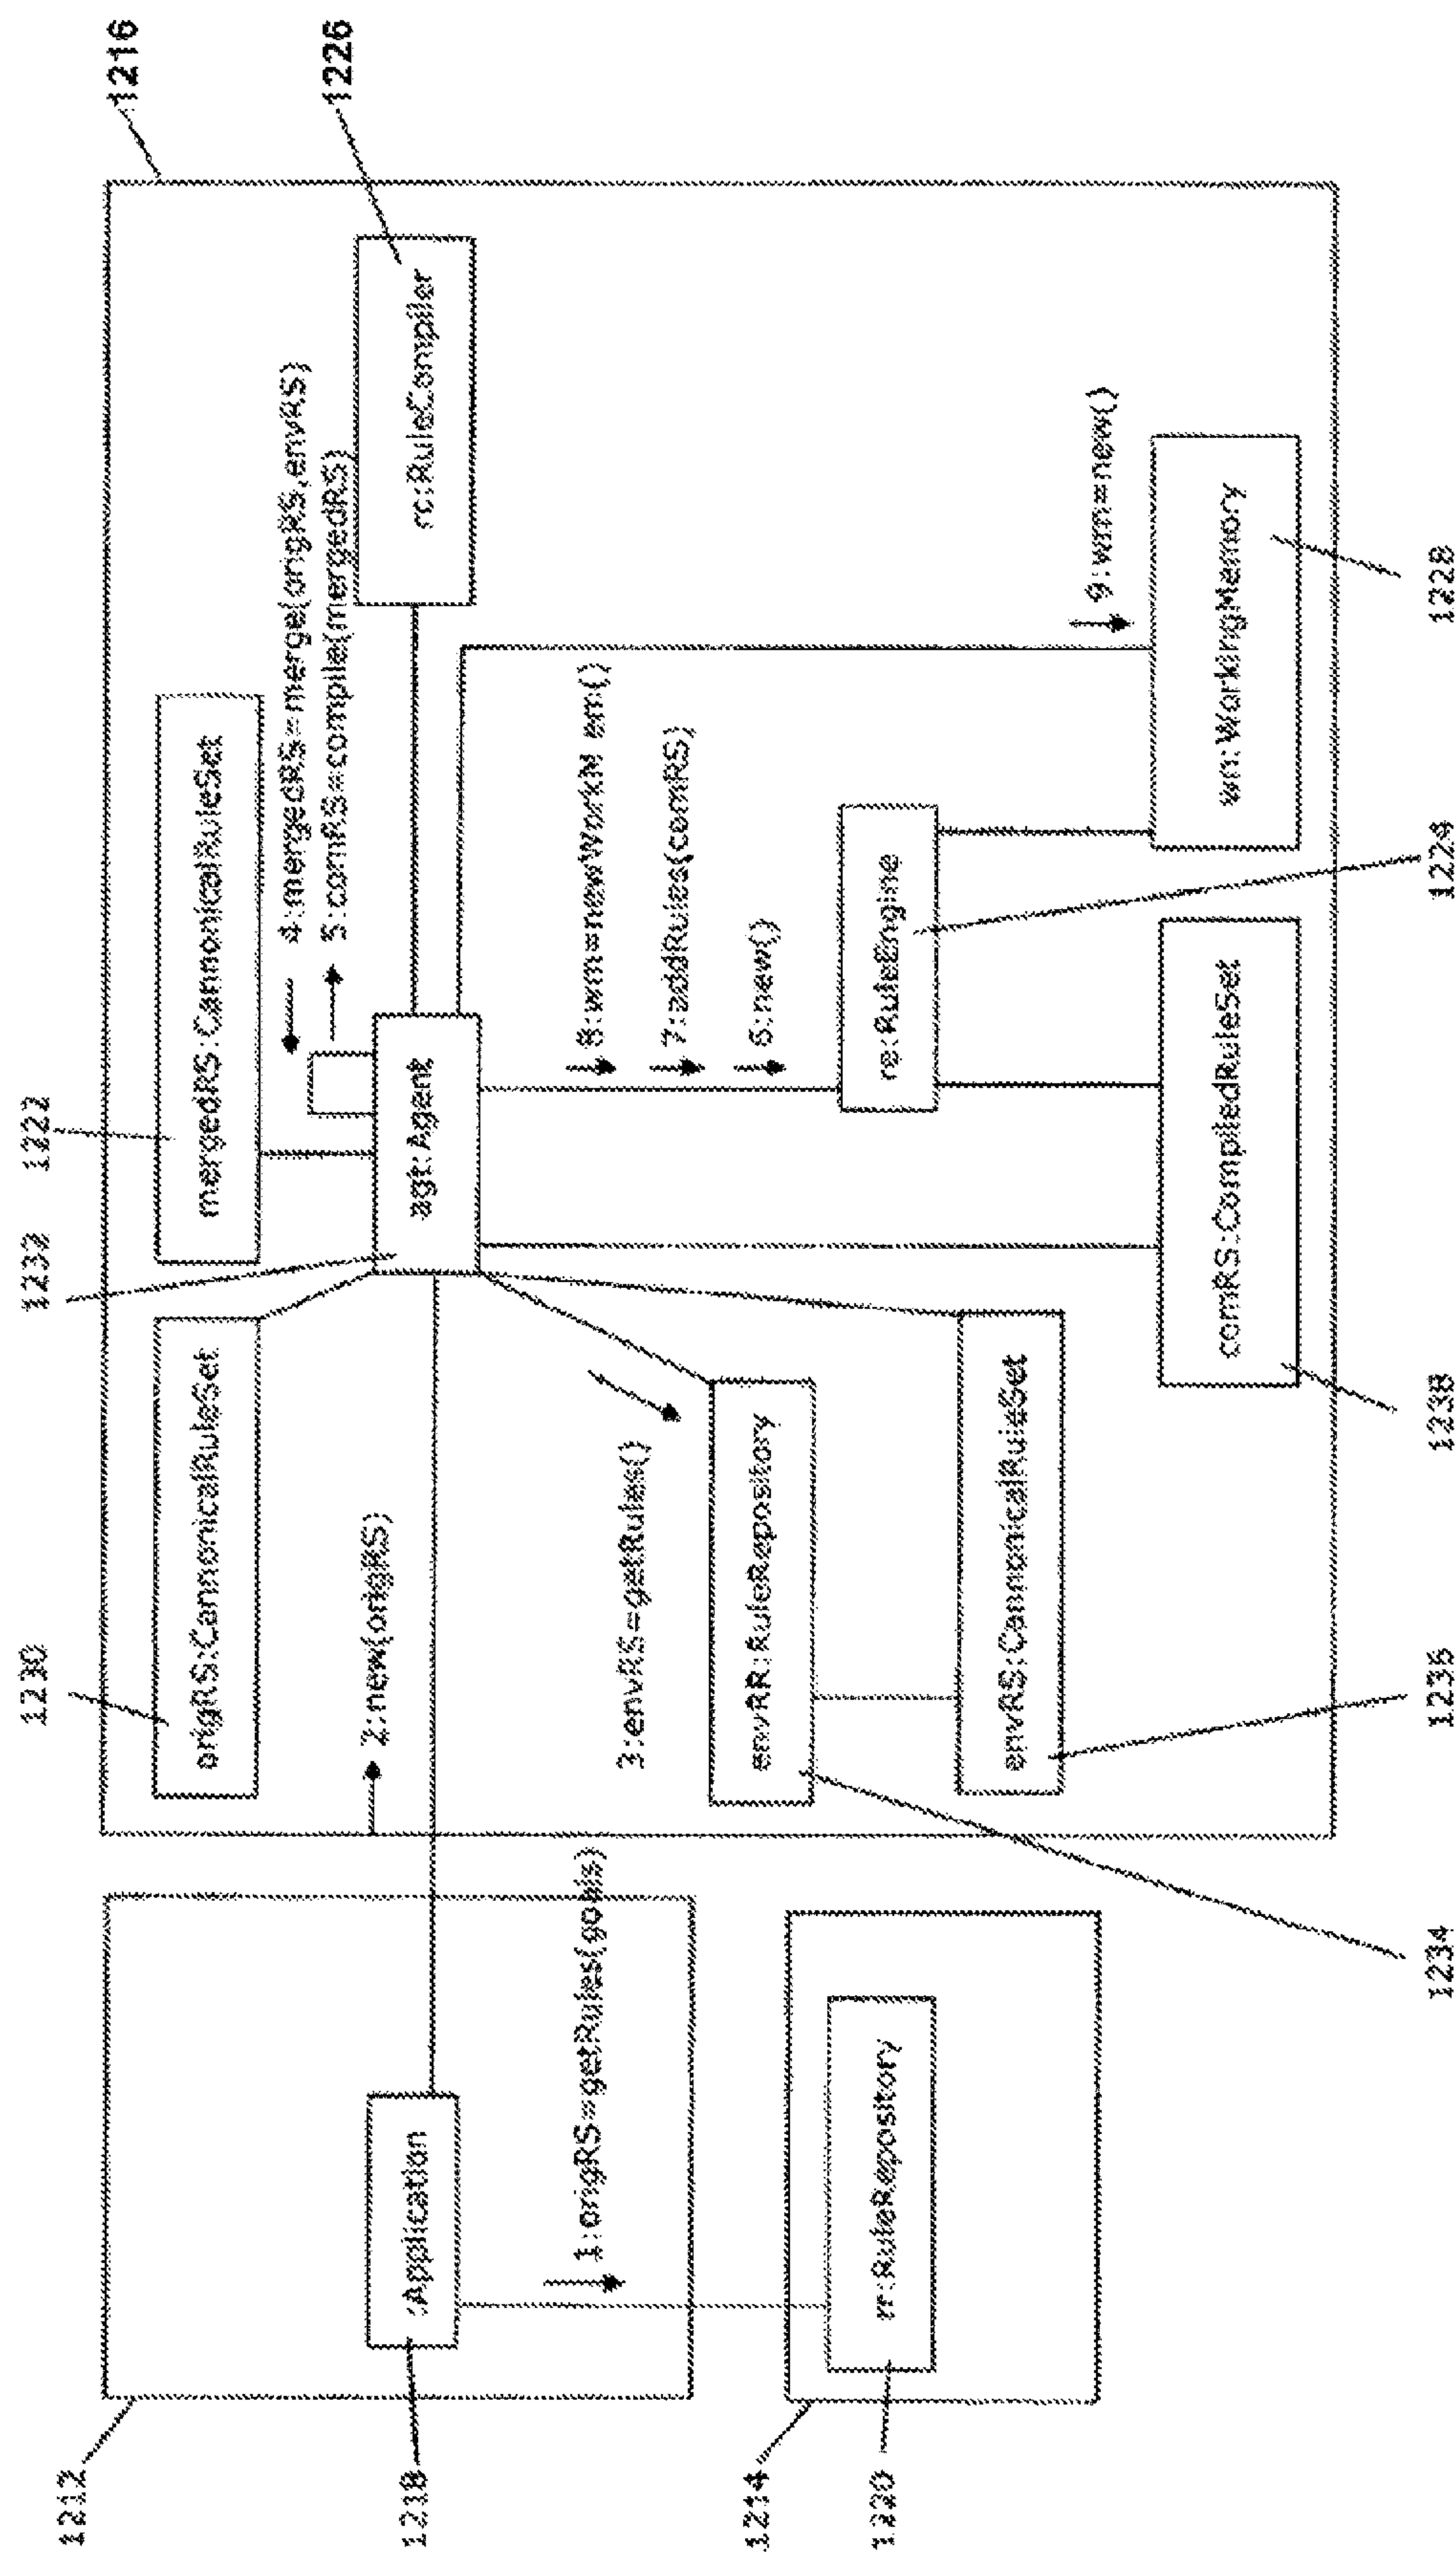 1216
1226
1222
1232
1230
mergedRS:CannonicalRuleSet
4:mergedRS=merge(origRS,envRS)
5:comRS=compile(mergedRS)
rc:RuleCompiler
origRS:CannonicalRuleSet
2:new(origRS)
agt:Agent
8:wm=newWorkM em()
7:addRules(comRS)
6:new()
9:wm=new()
3:envRS=getRules()
envRR:RuleRepository
re:RuleEngine
envRS:CannonicalRuleSet
comRS:CompiledRuleSet
wn:WorkingMemory
:Application
1:origRS=getRules(goals)
rr:RuleRepository
1212
1218
1214
1220
1234
1236
1238
1224
1228